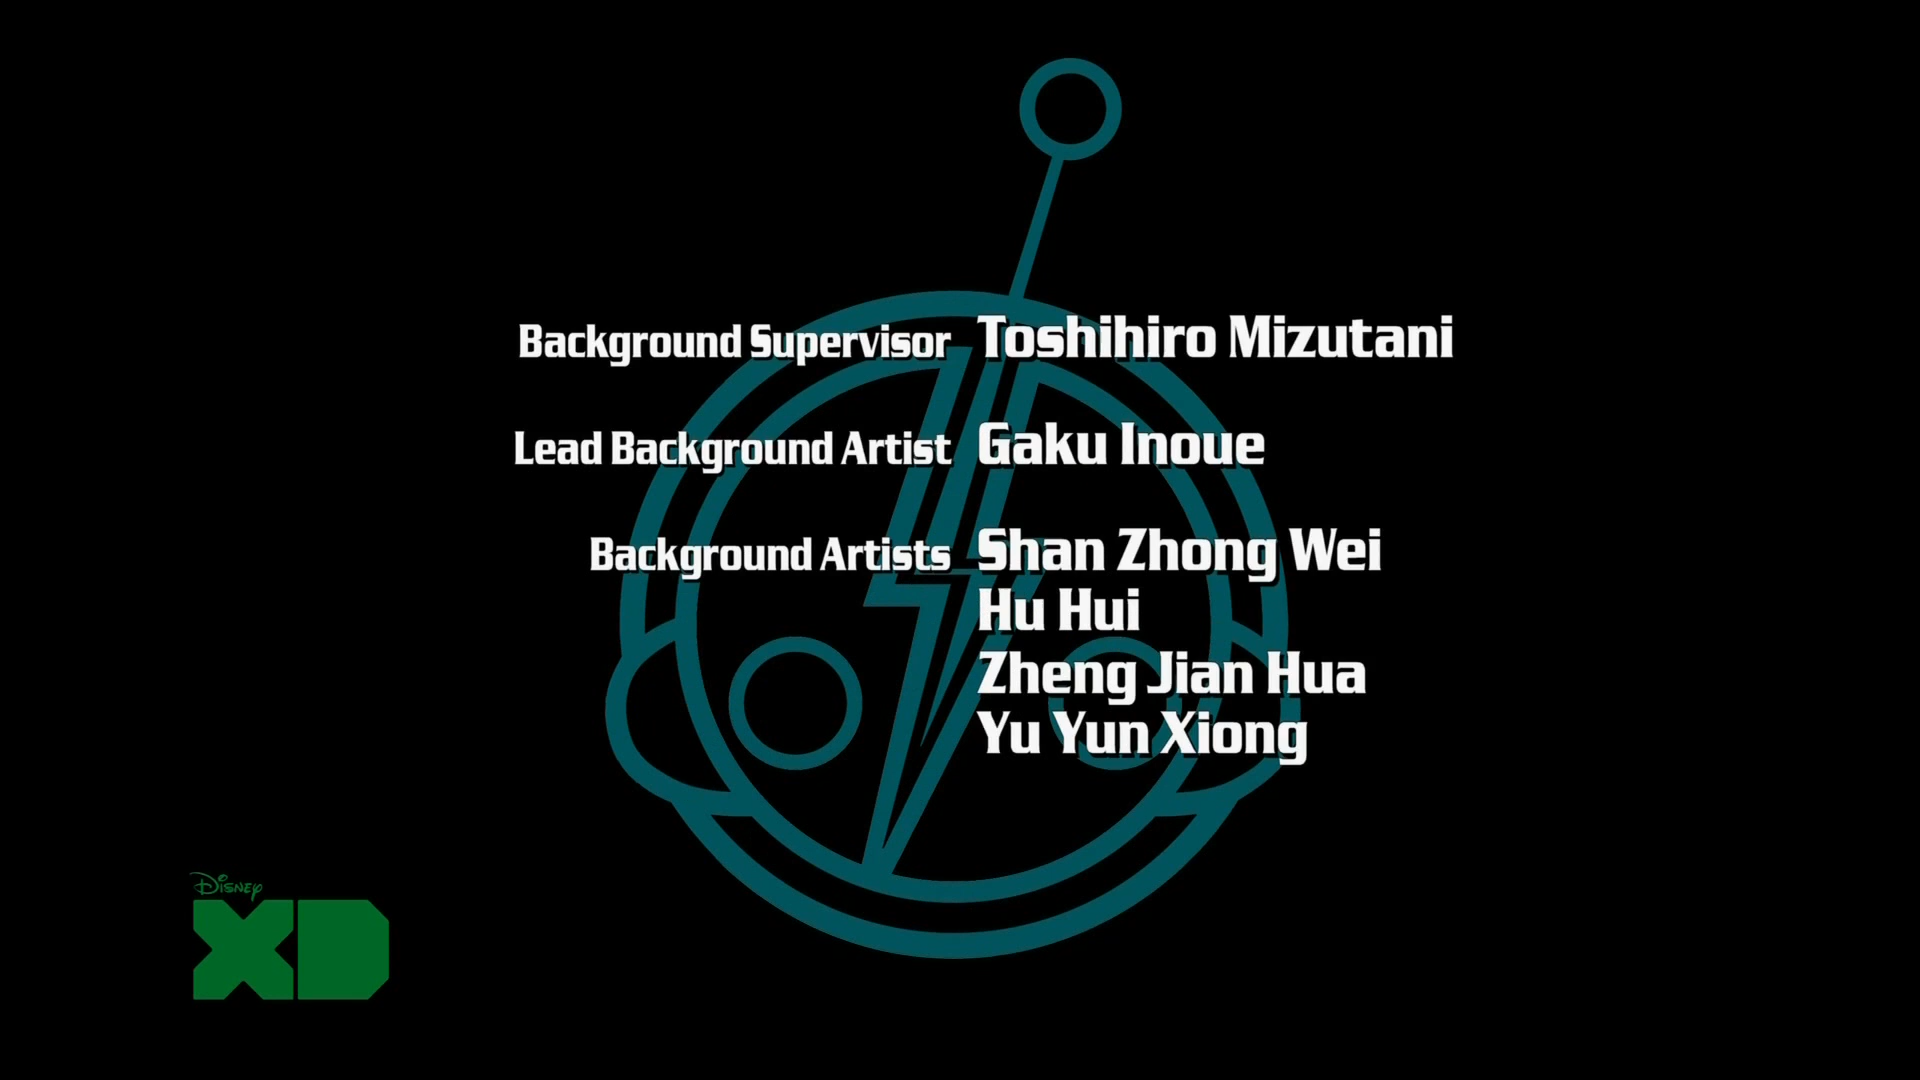 Background Supervisor Toshihiro Mizutani
Lead Background Artist Gaku Inoue
Background Artists Shan Zhong Wei
Hu Hui
Zheng Jian Hua
Yu Yun Xiong
Disney
XD